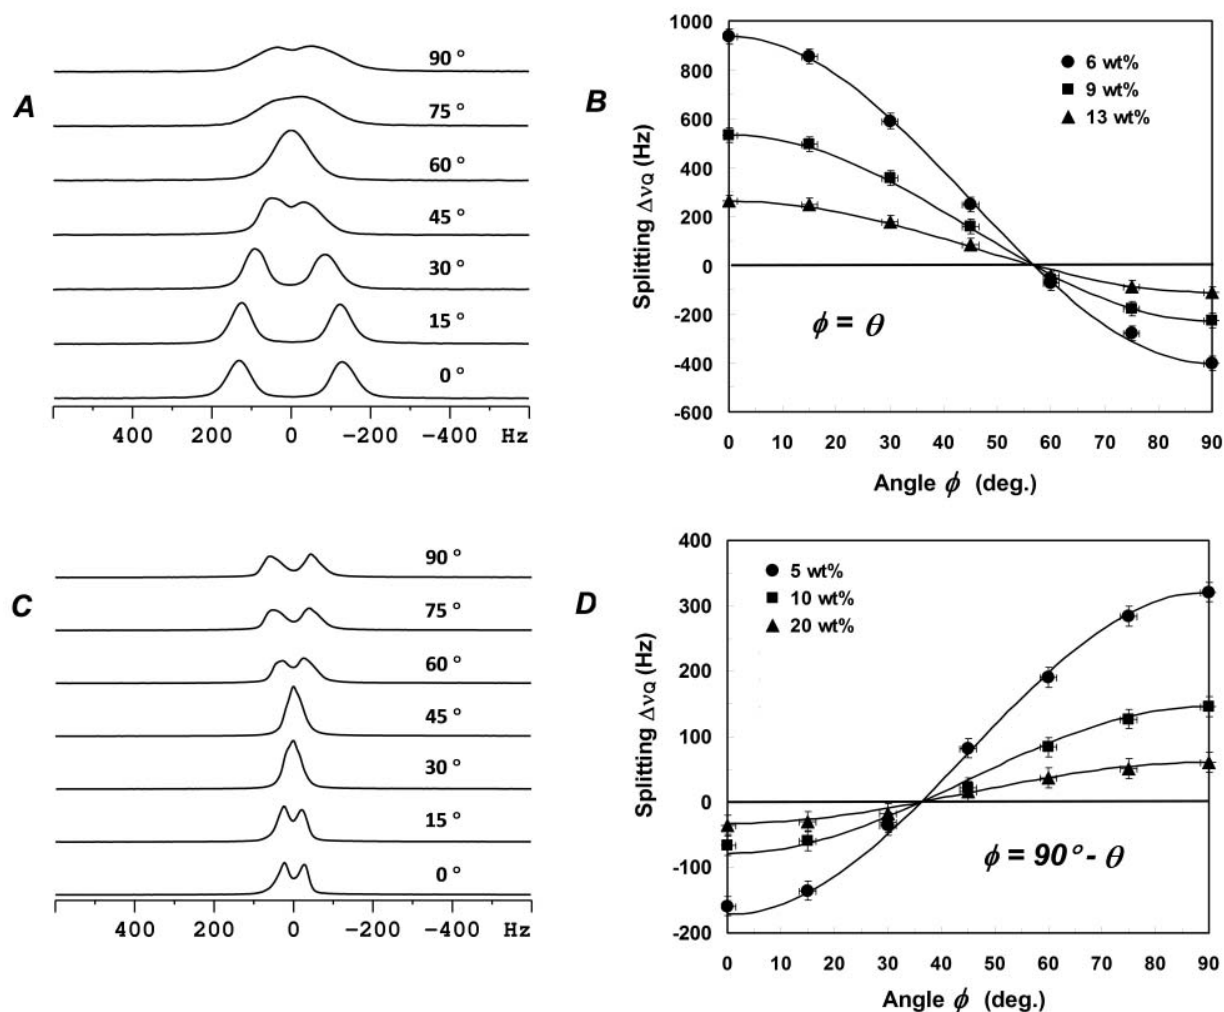 A
90 °
75 °
60 °
45 °
30 °
15 °
0 °
400 200 0 -200 -400 Hz
B
Splitting ΔνQ (Hz)
1000
800
600
400
200
0
-200
-400
-600
6 wt%
9 wt%
13 wt%
ϕ = θ
0 10 20 30 40 50 60 70 80 90
Angle ϕ (deg.)
C
90 °
75 °
60 °
45 °
30 °
15 °
0 °
400 200 0 -200 -400 Hz
D
Splitting ΔνQ (Hz)
400
300
200
100
0
-100
-200
5 wt%
10 wt%
20 wt%
ϕ = 90° - θ
0 10 20 30 40 50 60 70 80 90
Angle ϕ (deg.)